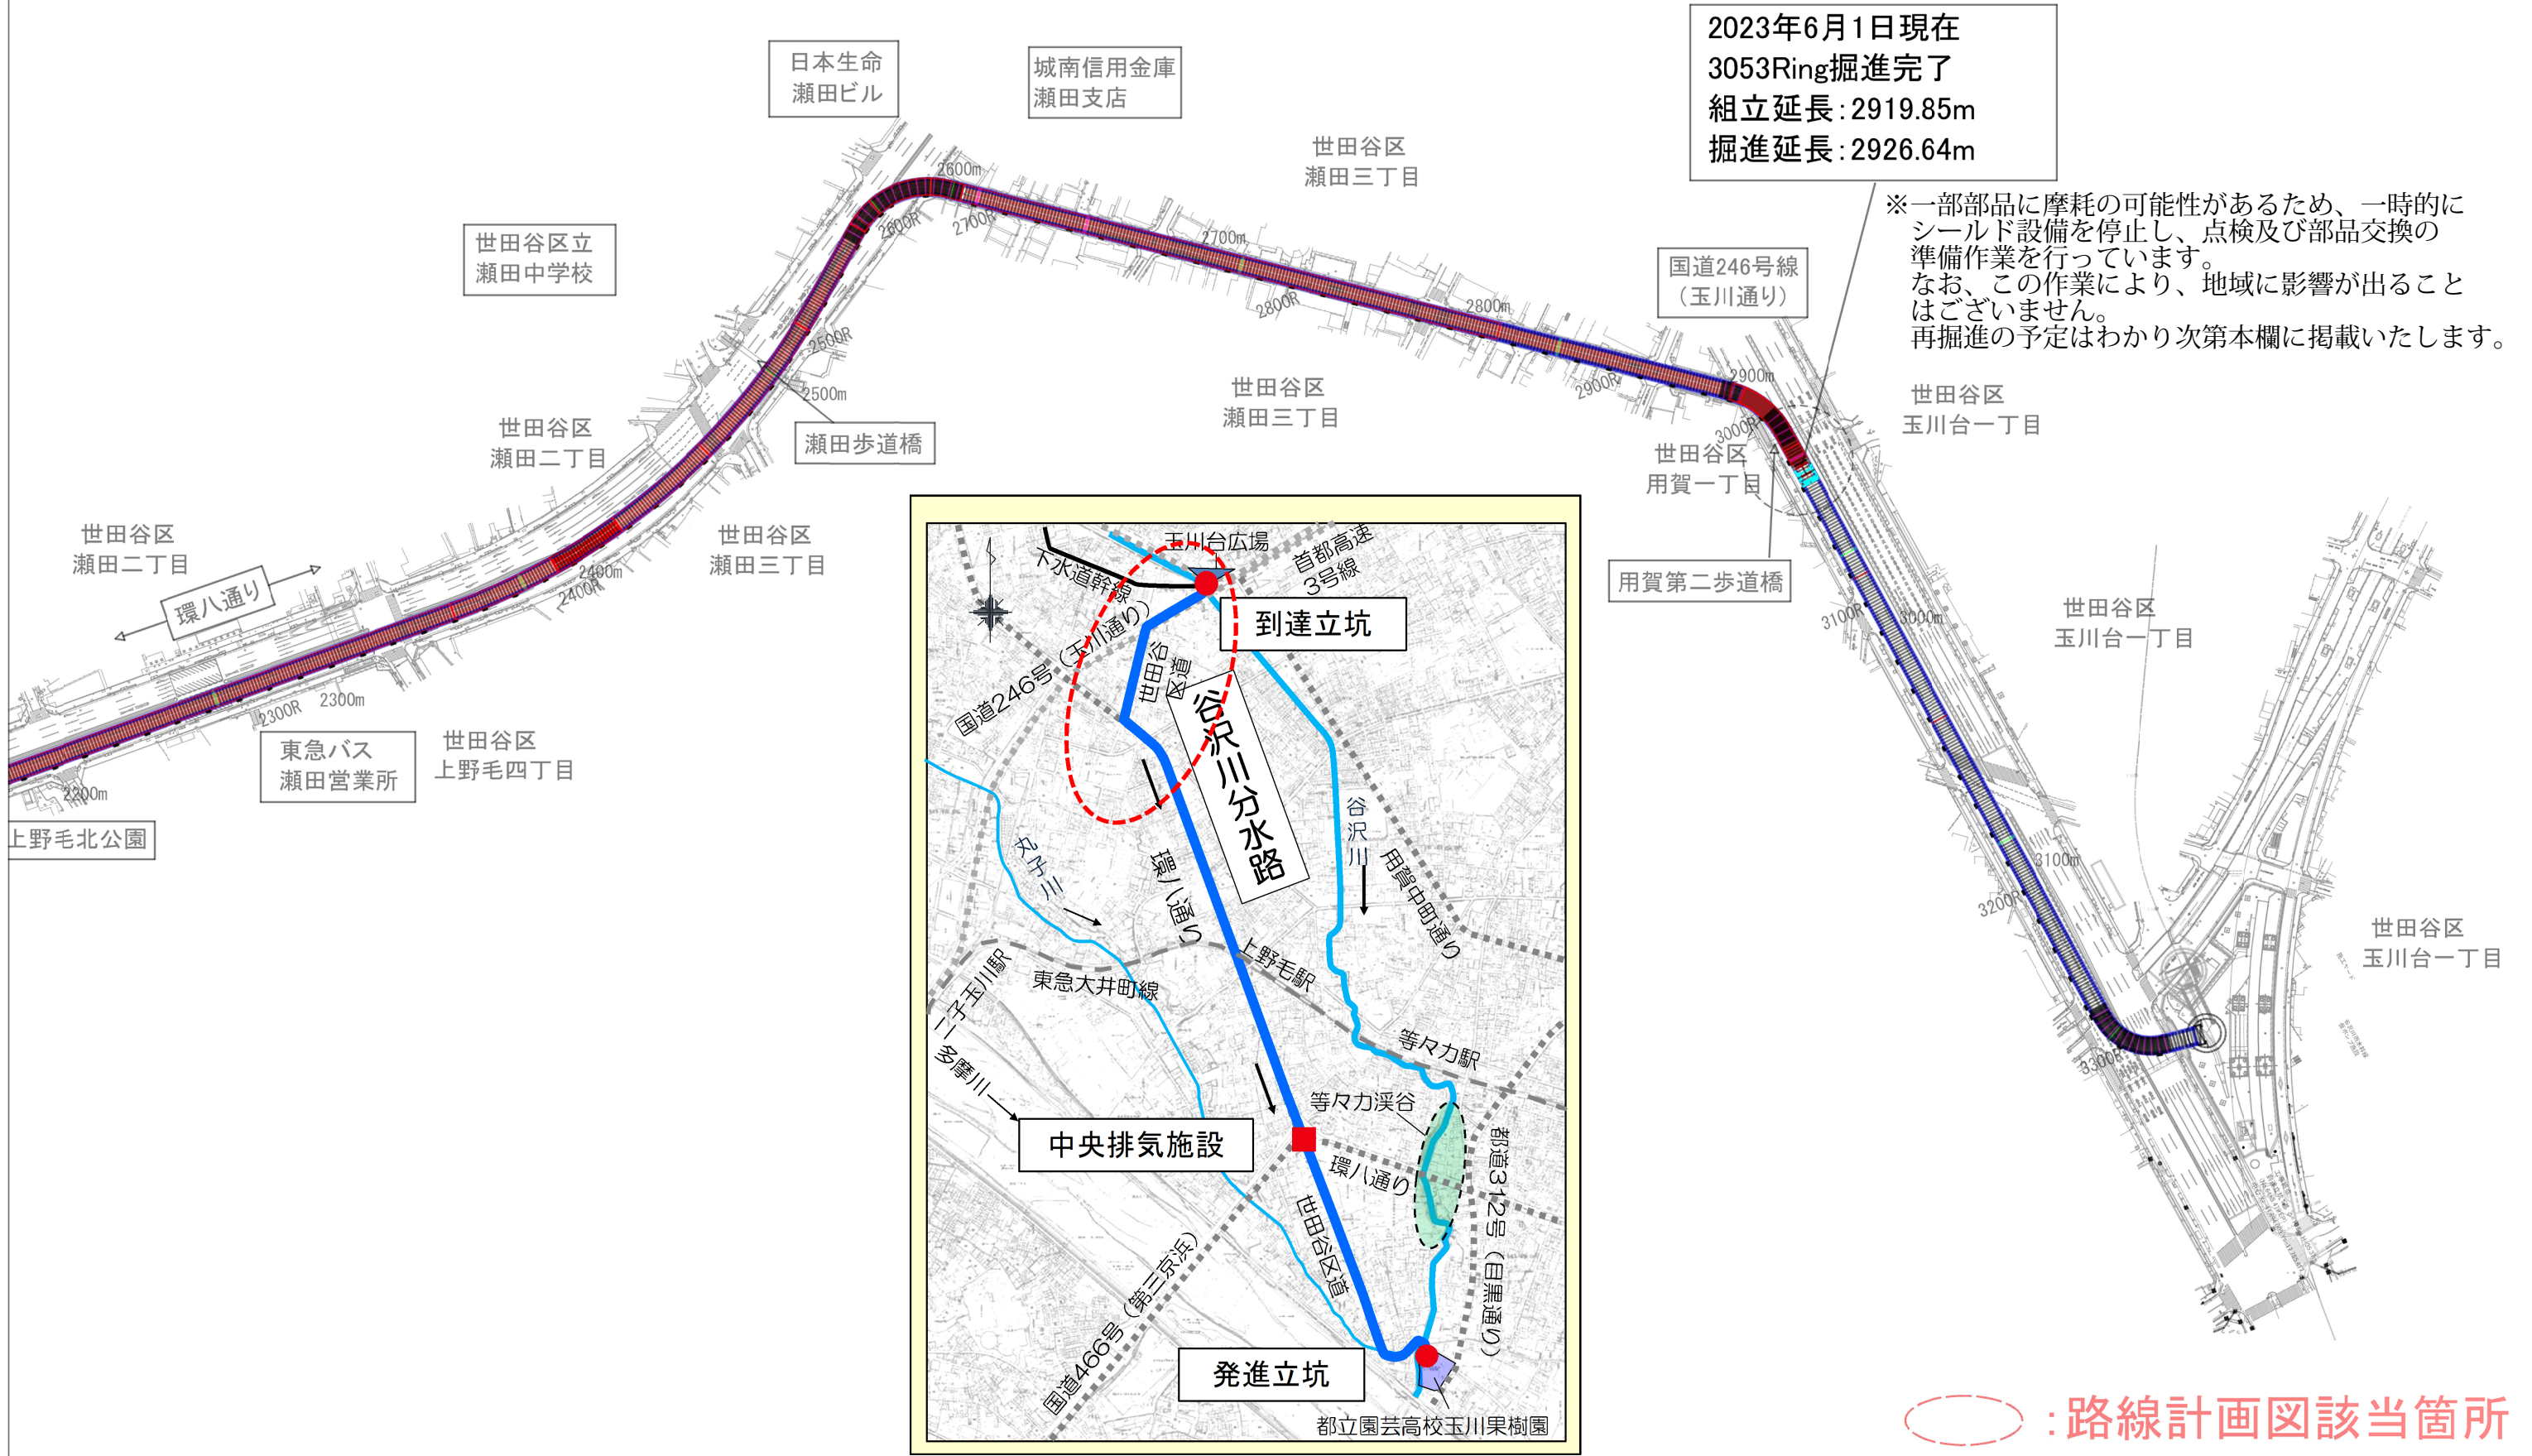 2023年6月1日現在
3053Ring掘進完了
組立延長:2919.85m
掘進延長:2926.64m
※一部部品に摩耗の可能性があるため、一時的に
シールド設備を停止し、点検及び部品交換の
準備作業を行っています。
なお、この作業により、地域に影響が出ること
はございません。
再掘進の予定はわかり次第本欄に掲載いたします。
日本生命
瀬田ビル
城南信用金庫
瀬田支店
世田谷区
瀬田三丁目
世田谷区立
瀬田中学校
2600m
2600R
2700R
2700m
2800R
2800m
国道246号線
(玉川通り)
2900R
2900m
3000R
世田谷区
玉川台一丁目
世田谷区
瀬田三丁目
2500R
2500m
瀬田歩道橋
世田谷区
瀬田二丁目
世田谷区
用賀一丁目
用賀第二歩道橋
世田谷区
瀬田二丁目
世田谷区
瀬田三丁目
環八通り
2400m
2400R
2300R
2300m
東急バス
瀬田営業所
世田谷区
上野毛四丁目
2200m
上野毛北公園
3100R
3000m
世田谷区
玉川台一丁目
3100m
3200R
3300R
世田谷区
玉川台一丁目
玉川台広場
下水道幹線
首都高速
3号線
到達立坑
国道246号(玉川通り)
世田谷
区道
谷沢川分水路
谷沢川
丸子川
環八通り
用賀中町通り
上野毛駅
東急大井町線
二子玉川駅
多摩川
等々力駅
等々力渓谷
中央排気施設
環八通り
都道312号(目黒通り)
世田谷区道
国道466号(第三京浜)
発進立坑
都立園芸高校玉川果樹園
:路線計画図該当箇所